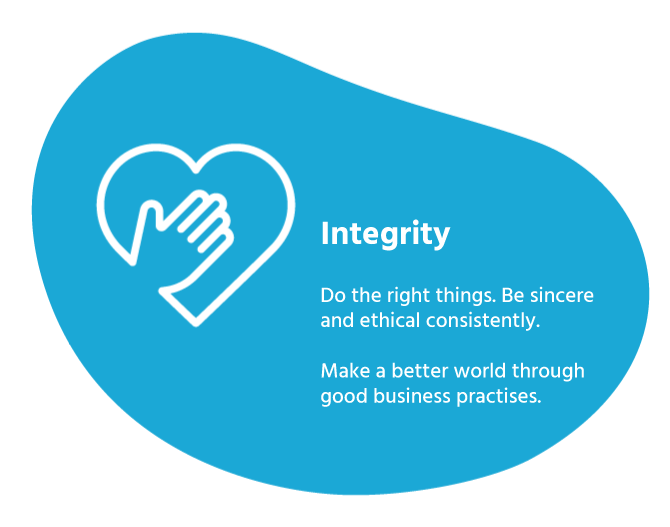 Integrity
Do the right things. Be sincere
and ethical consistently.
Make a better world through
good business practises.